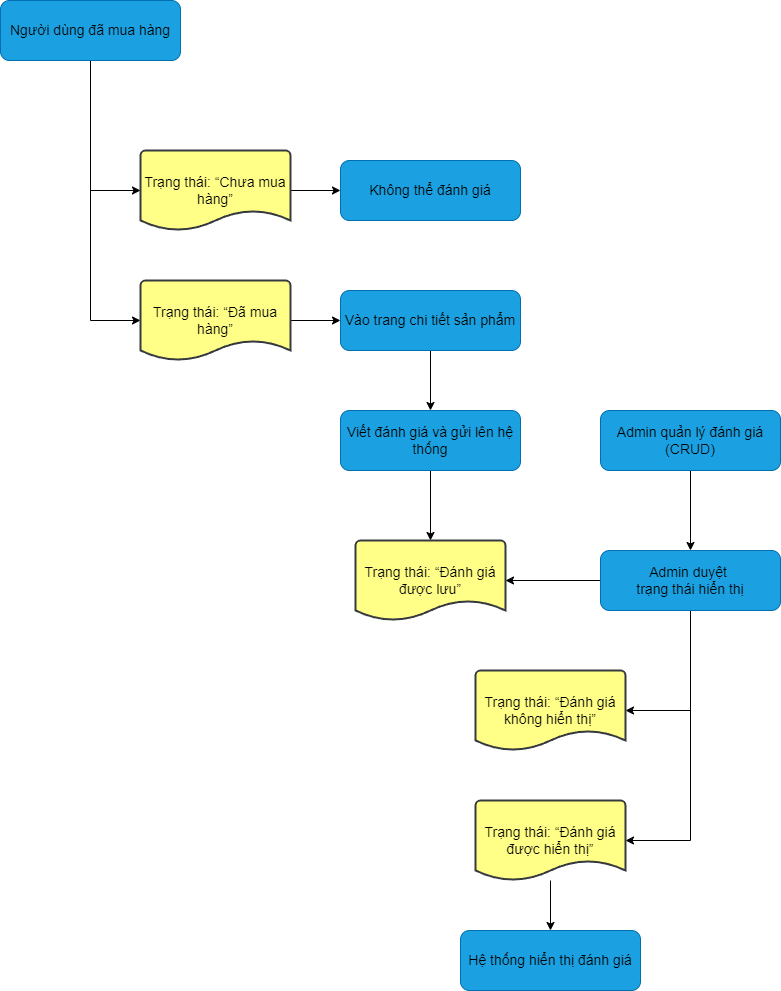 Người dùng đã mua hàng
Trạng thái: “Chưa mua
hàng”
Không thể đánh giá
Trạng thái: “Đã mua
hàng”
Vào trang chi tiết sản phẩm
Viết đánh giá và gửi lên hệ
thống
Admin quản lý đánh giá
(CRUD)
Trạng thái: “Đánh giá
được lưu”
Admin duyệt
trạng thái hiển thị
Trạng thái: “Đánh giá
không hiển thị”
Trạng thái: “Đánh giá
được hiển thị”
Hệ thống hiển thị đánh giá